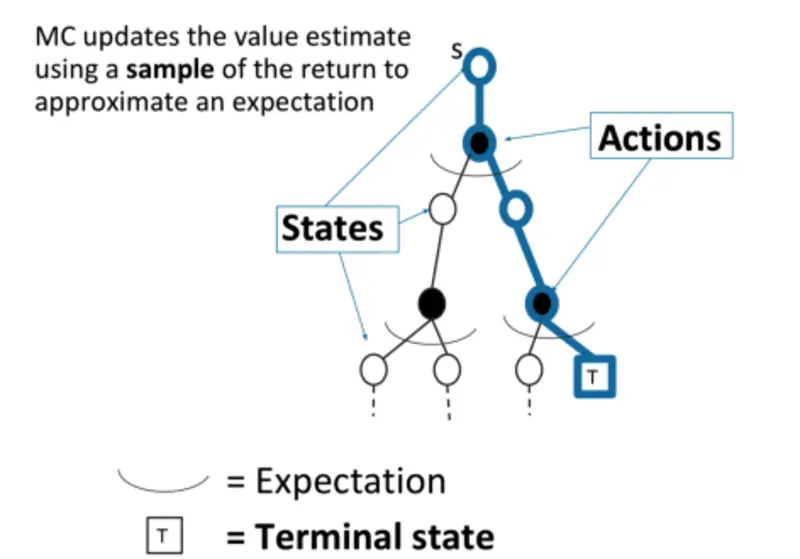 MC updates the value estimate
using a sample of the return to
approximate an expectation
S
Actions
States
T
= Expectation
T = Terminal state